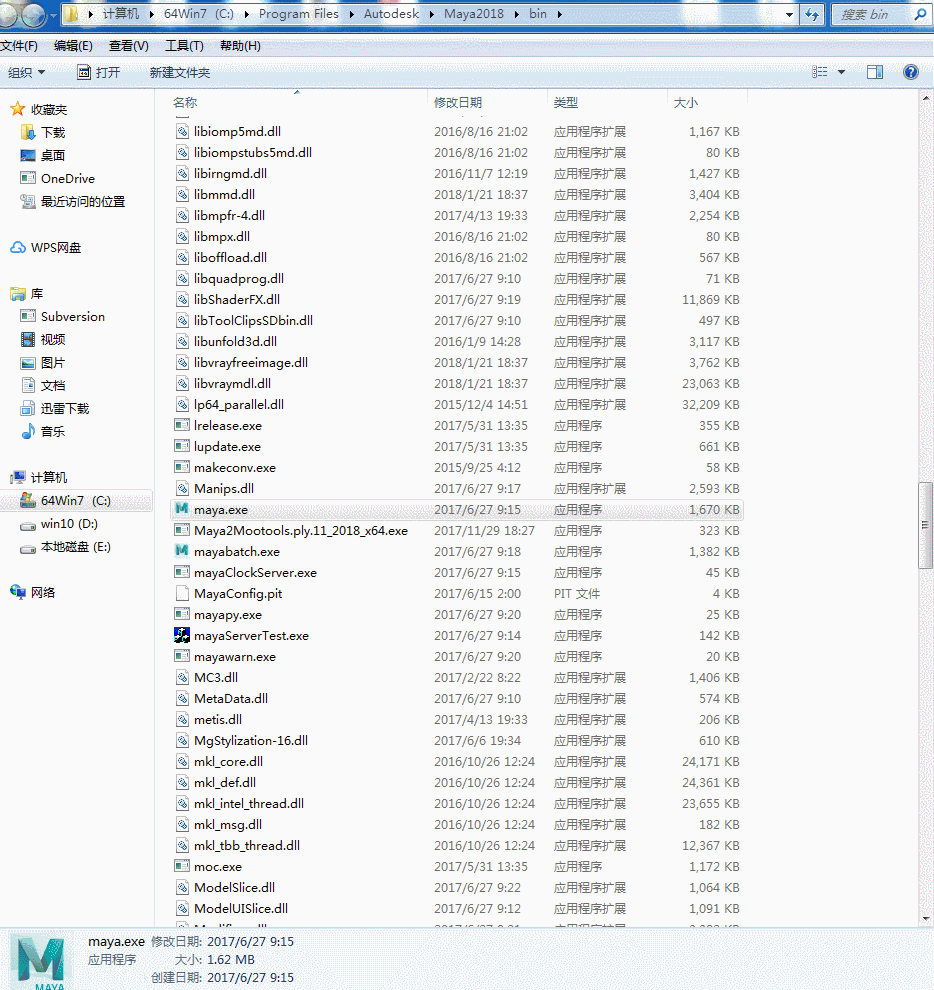 计算机 64Win7 (C:) Program Files Autodesk Maya2018 bin 搜索 bin
文件(F) 编辑(E) 查看(V) 工具(T) 帮助(H)
组织 打开 新建文件夹
收藏夹
下载
桌面
OneDrive
最近访问的位置
WPS网盘
库
Subversion
视频
图片
文档
迅雷下载
音乐
计算机
64Win7 (C:)
win10 (D:)
本地磁盘 (E:)
网络
名称 修改日期 类型 大小
libiomp5md.dll 2016/8/16 21:02 应用程序扩展 1,167 KB
libiompstubs5md.dll 2016/8/16 21:02 应用程序扩展 80 KB
libirngmd.dll 2016/11/7 12:19 应用程序扩展 1,427 KB
libmmd.dll 2018/1/21 18:37 应用程序扩展 3,404 KB
libmpfr-4.dll 2017/4/13 19:33 应用程序扩展 2,254 KB
libmpx.dll 2016/8/16 21:02 应用程序扩展 80 KB
liboffload.dll 2016/8/16 21:02 应用程序扩展 567 KB
libquadprog.dll 2017/6/27 9:10 应用程序扩展 71 KB
libShaderFX.dll 2017/6/27 9:19 应用程序扩展 11,869 KB
libToolClipsSDbin.dll 2017/6/27 9:10 应用程序扩展 497 KB
libunfold3d.dll 2016/1/9 14:28 应用程序扩展 3,117 KB
libvrayfreeimage.dll 2018/1/21 18:37 应用程序扩展 3,762 KB
libvraymdl.dll 2018/1/21 18:37 应用程序扩展 23,063 KB
lp64_parallel.dll 2015/12/4 14:51 应用程序扩展 32,209 KB
lrelease.exe 2017/5/31 13:35 应用程序 355 KB
lupdate.exe 2017/5/31 13:35 应用程序 661 KB
makeconv.exe 2015/9/25 4:12 应用程序 58 KB
Manips.dll 2017/6/27 9:17 应用程序扩展 2,593 KB
maya.exe 2017/6/27 9:15 应用程序 1,670 KB
Maya2Mootools.ply.11_2018_x64.exe 2017/11/29 18:27 应用程序 323 KB
mayabatch.exe 2017/6/27 9:18 应用程序 1,382 KB
mayaClockServer.exe 2017/6/27 9:15 应用程序 45 KB
MayaConfig.pit 2017/6/15 2:00 PIT 文件 4 KB
mayapy.exe 2017/6/27 9:20 应用程序 25 KB
mayaServerTest.exe 2017/6/27 9:14 应用程序 142 KB
mayawarn.exe 2017/6/27 9:20 应用程序 20 KB
MC3.dll 2017/2/22 8:22 应用程序扩展 1,406 KB
MetaData.dll 2017/6/27 9:10 应用程序扩展 574 KB
metis.dll 2017/4/13 19:33 应用程序扩展 206 KB
MgStylization-16.dll 2017/6/6 19:34 应用程序扩展 610 KB
mkl_core.dll 2016/10/26 12:24 应用程序扩展 24,171 KB
mkl_def.dll 2016/10/26 12:24 应用程序扩展 24,361 KB
mkl_intel_thread.dll 2016/10/26 12:24 应用程序扩展 23,655 KB
mkl_msg.dll 2016/10/26 12:24 应用程序扩展 182 KB
mkl_tbb_thread.dll 2016/10/26 12:24 应用程序扩展 12,367 KB
moc.exe 2017/5/31 13:35 应用程序 1,172 KB
ModelSlice.dll 2017/6/27 9:22 应用程序扩展 1,064 KB
ModelUISlice.dll 2017/6/27 9:12 应用程序扩展 1,091 KB
maya.exe 修改日期: 2017/6/27 9:15
应用程序 大小: 1.62 MB
创建日期: 2017/6/27 9:15
MAYA